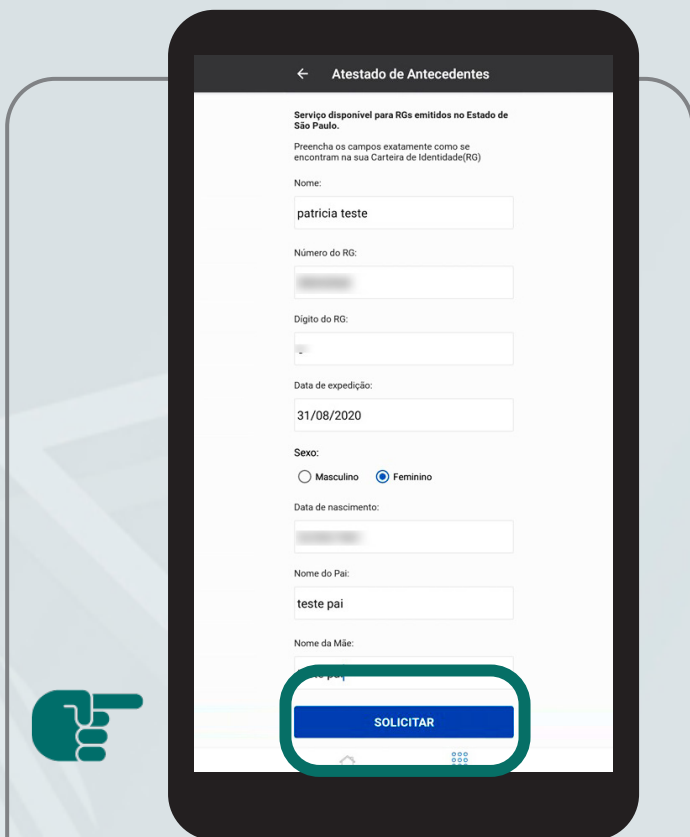 Atestado de Antecedentes
Serviço disponível para RGs emitidos no Estado de
São Paulo.
Preencha os campos exatamente como se
encontram na sua Carteira de Identidade(RG)
Nome:
patricia teste
Número do RG:
Dígito do RG:
Data de expedição:
31/08/2020
Sexo:
Masculino Feminino
Data de nascimento:
Nome do Pai:
teste pai
Nome da Mãe:
SOLICITAR